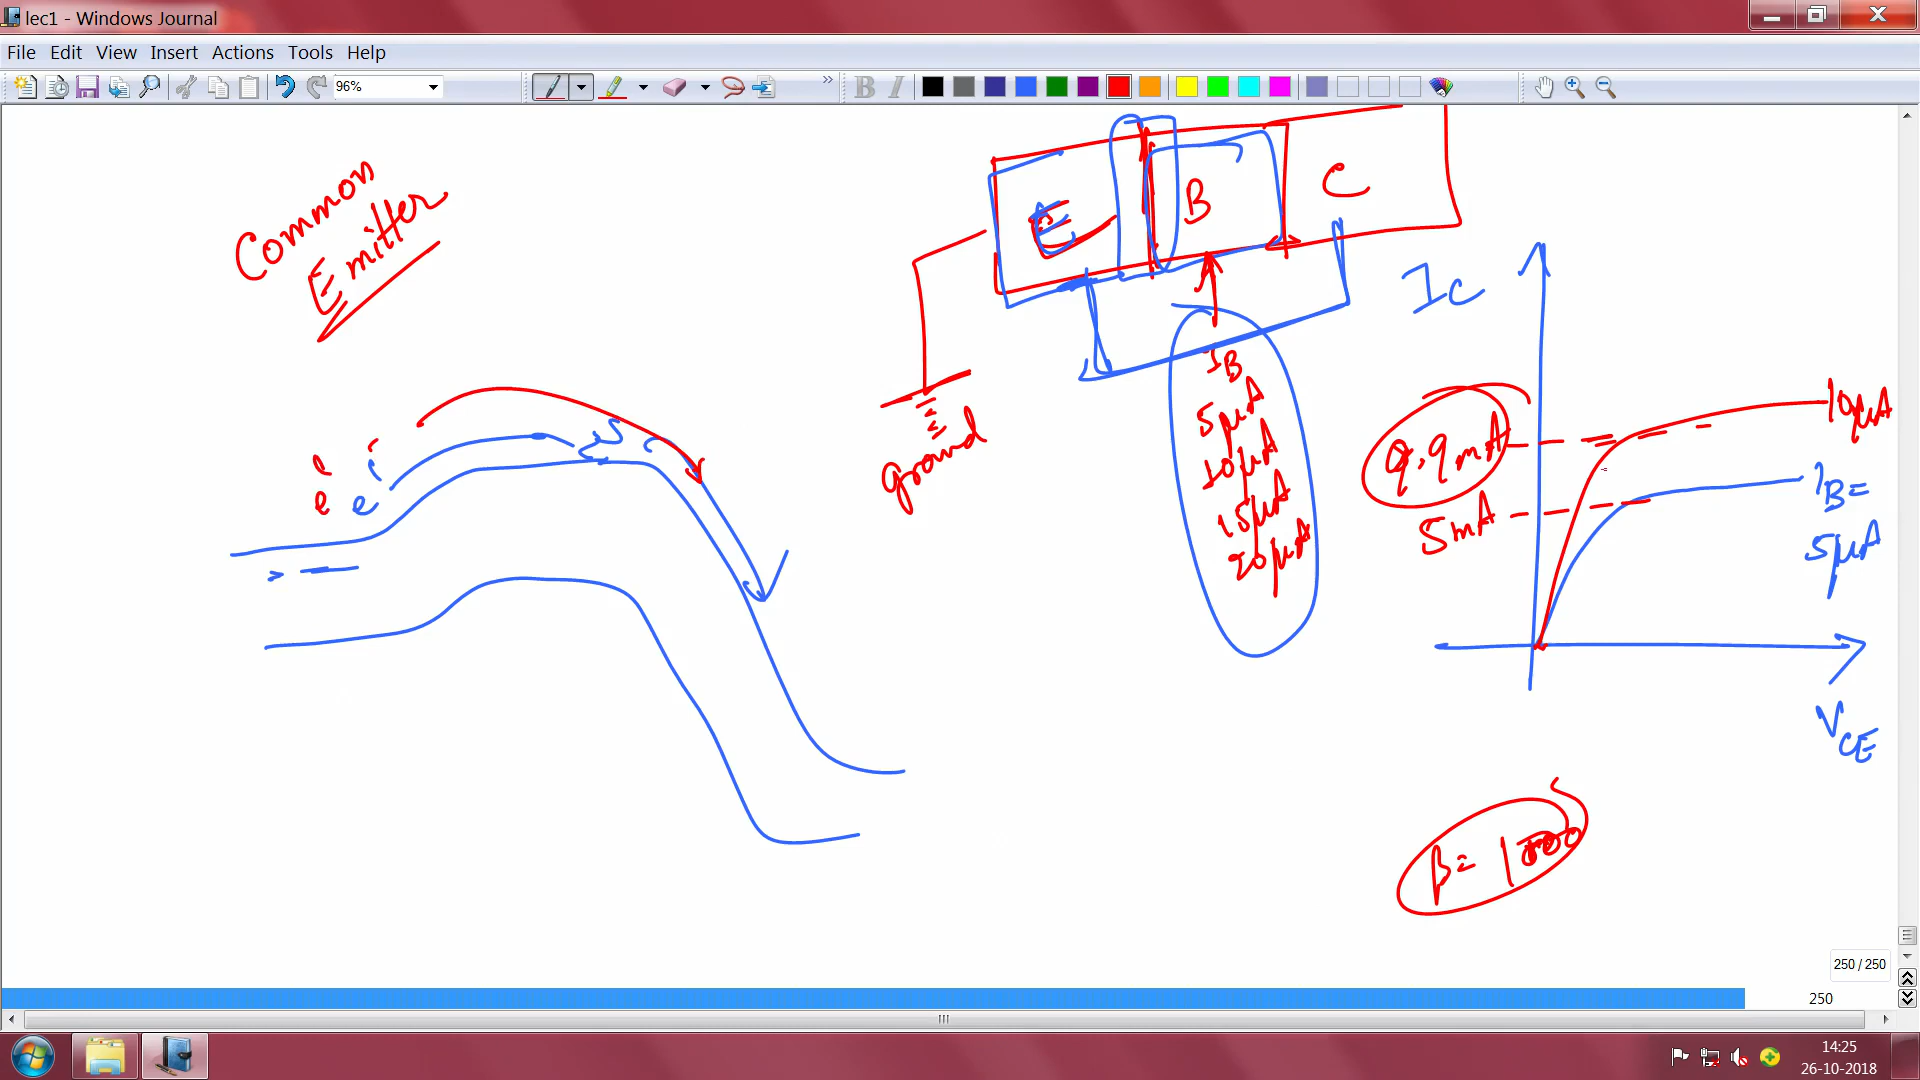 lec1 - Windows Journal
File Edit View Insert Actions Tools Help
96%
B I
Common
Emitter
E
B
C
ground
IB
5μA
10μA
15μA
20μA
IC
10μA
9.9mA
5mA
IB=
5μA
VCE
e
e e
β=1000
250 / 250
250
14:25
26-10-2018